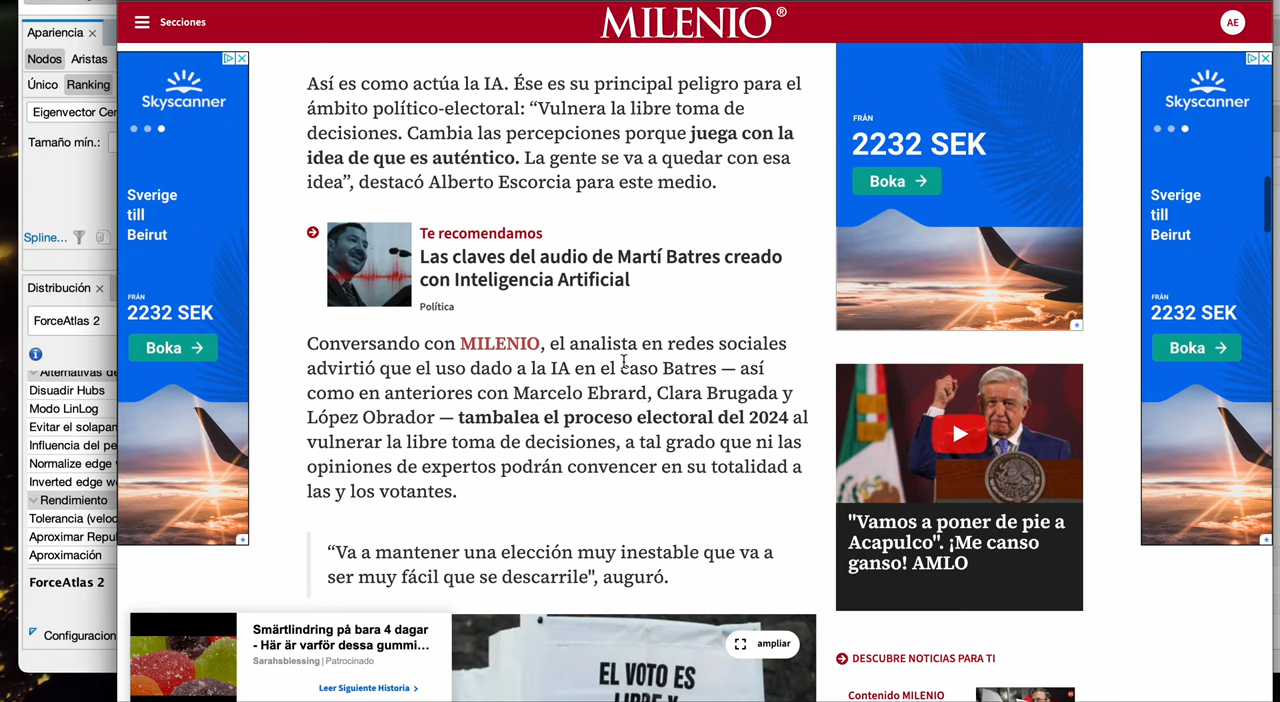 Apariencia
Nodos Aristas
Único Ranking
Eigenvector Cen
Tamaño mín.:
Spline...
Distribución
ForceAtlas 2
Disuadir Hubs
Modo LinLog
Evitar el solapan
Influencia del pe
Normalize edge
Inverted edge we
Rendimiento
Tolerancia (veloc
Aproximar Repul
Aproximación
ForceAtlas 2
Configuracion
Secciones
MILENIO®
AE
Skyscanner
Sverige
till
Beirut
FRÅN
2232 SEK
Boka →
Así es como actúa la IA. Ése es su principal peligro para el
ámbito político-electoral: “Vulnera la libre toma de
decisiones. Cambia las percepciones porque juega con la
idea de que es auténtico. La gente se va a quedar con esa
idea”, destacó Alberto Escorcia para este medio.
Te recomendamos
Las claves del audio de Martí Batres creado
con Inteligencia Artificial
Política
Conversando con MILENIO, el analista en redes sociales
advirtió que el uso dado a la IA en el caso Batres — así
como en anteriores con Marcelo Ebrard, Clara Brugada y
López Obrador — tambalea el proceso electoral del 2024 al
vulnerar la libre toma de decisiones, a tal grado que ni las
opiniones de expertos podrán convencer en su totalidad a
las y los votantes.
“Va a mantener una elección muy inestable que va a
ser muy fácil que se descarrile", auguró.
Smärtlindring på bara 4 dagar
- Här är varför dessa gummi...
Sarahsblessing | Patrocinado
Leer Siguiente Historia >
ampliar
EL VOTO ES
LIBRE Y
FRÅN
2232 SEK
Boka →
"Vamos a poner de pie a
Acapulco". ¡Me canso
ganso! AMLO
DESCUBRE NOTICIAS PARA TI
Contenido MILENIO
Skyscanner
Sverige
till
Beirut
FRÅN
2232 SEK
Boka →